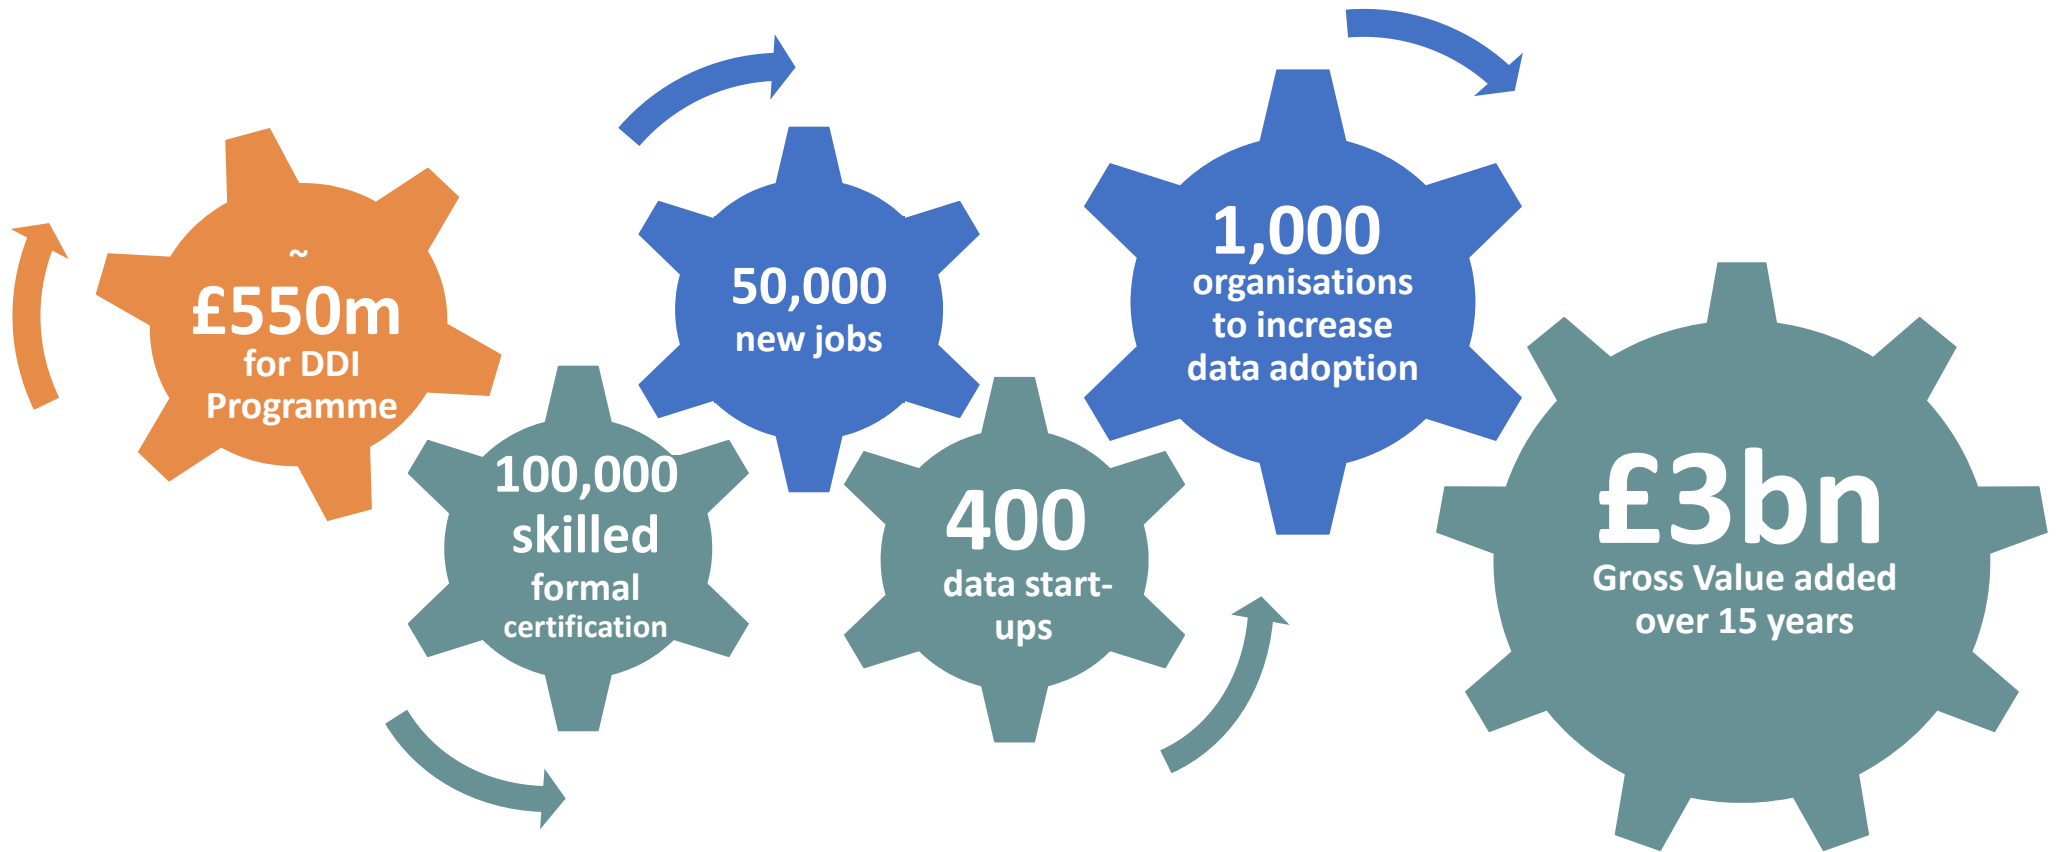 ~
£550m
for DDI
Programme
100,000
skilled
formal
certification
50,000
new jobs
400
data start-
ups
1,000
organisations
to increase
data adoption
£3bn
Gross Value added
over 15 years